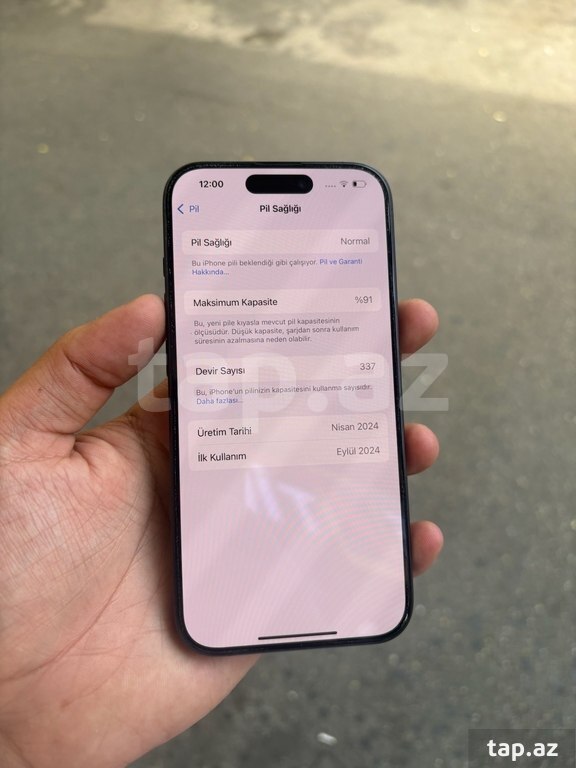 12:00
Pil
Pil Sağlığı
Pil Sağlığı
Normal
Bu iPhone pili beklendiği gibi çalışıyor. Pil ve Garanti
Hakkında...
Maksimum Kapasite
%91
Bu, yeni pile kıyasla mevcut pil kapasitesinin
ölçüsüdür. Düşük kapasite, şarjdan sonra kullanım
süresinin azalmasına neden olabilir.
Devir Sayısı
337
Bu, iPhone'un pilinizin kapasitesini kullanma sayısıdır.
Daha fazlası...
Üretim Tarihi
Nisan 2024
İlk Kullanım
Eylül 2024
tap.az
tap.az